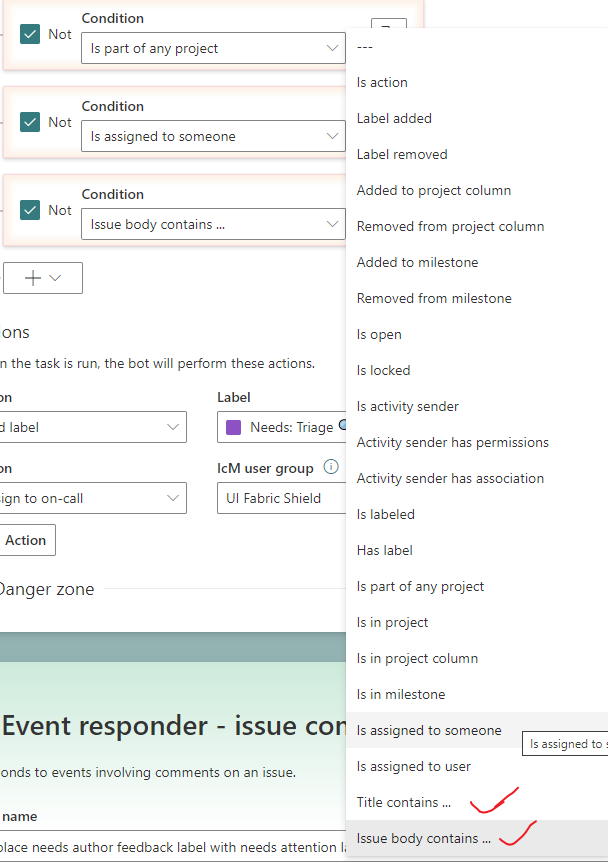 Condition
Not
Is part of any project
Condition
Not
Is assigned to someone
Condition
Not
Issue body contains ...
ons
n the task is run, the bot will perform these actions.
on
Label
d label
Needs: Triage
on
IcM user group
ign to on-call
UI Fabric Shield
Action
Danger zone
Event responder - issue con
onds to events involving comments on an issue.
name
place needs author feedback label with needs attention la
---
Is action
Label added
Label removed
Added to project column
Removed from project column
Added to milestone
Removed from milestone
Is open
Is locked
Is activity sender
Activity sender has permissions
Activity sender has association
Is labeled
Has label
Is part of any project
Is in project
Is in project column
Is in milestone
Is assigned to someone
Is assigned to s
Is assigned to user
Title contains ...
Issue body contains ...